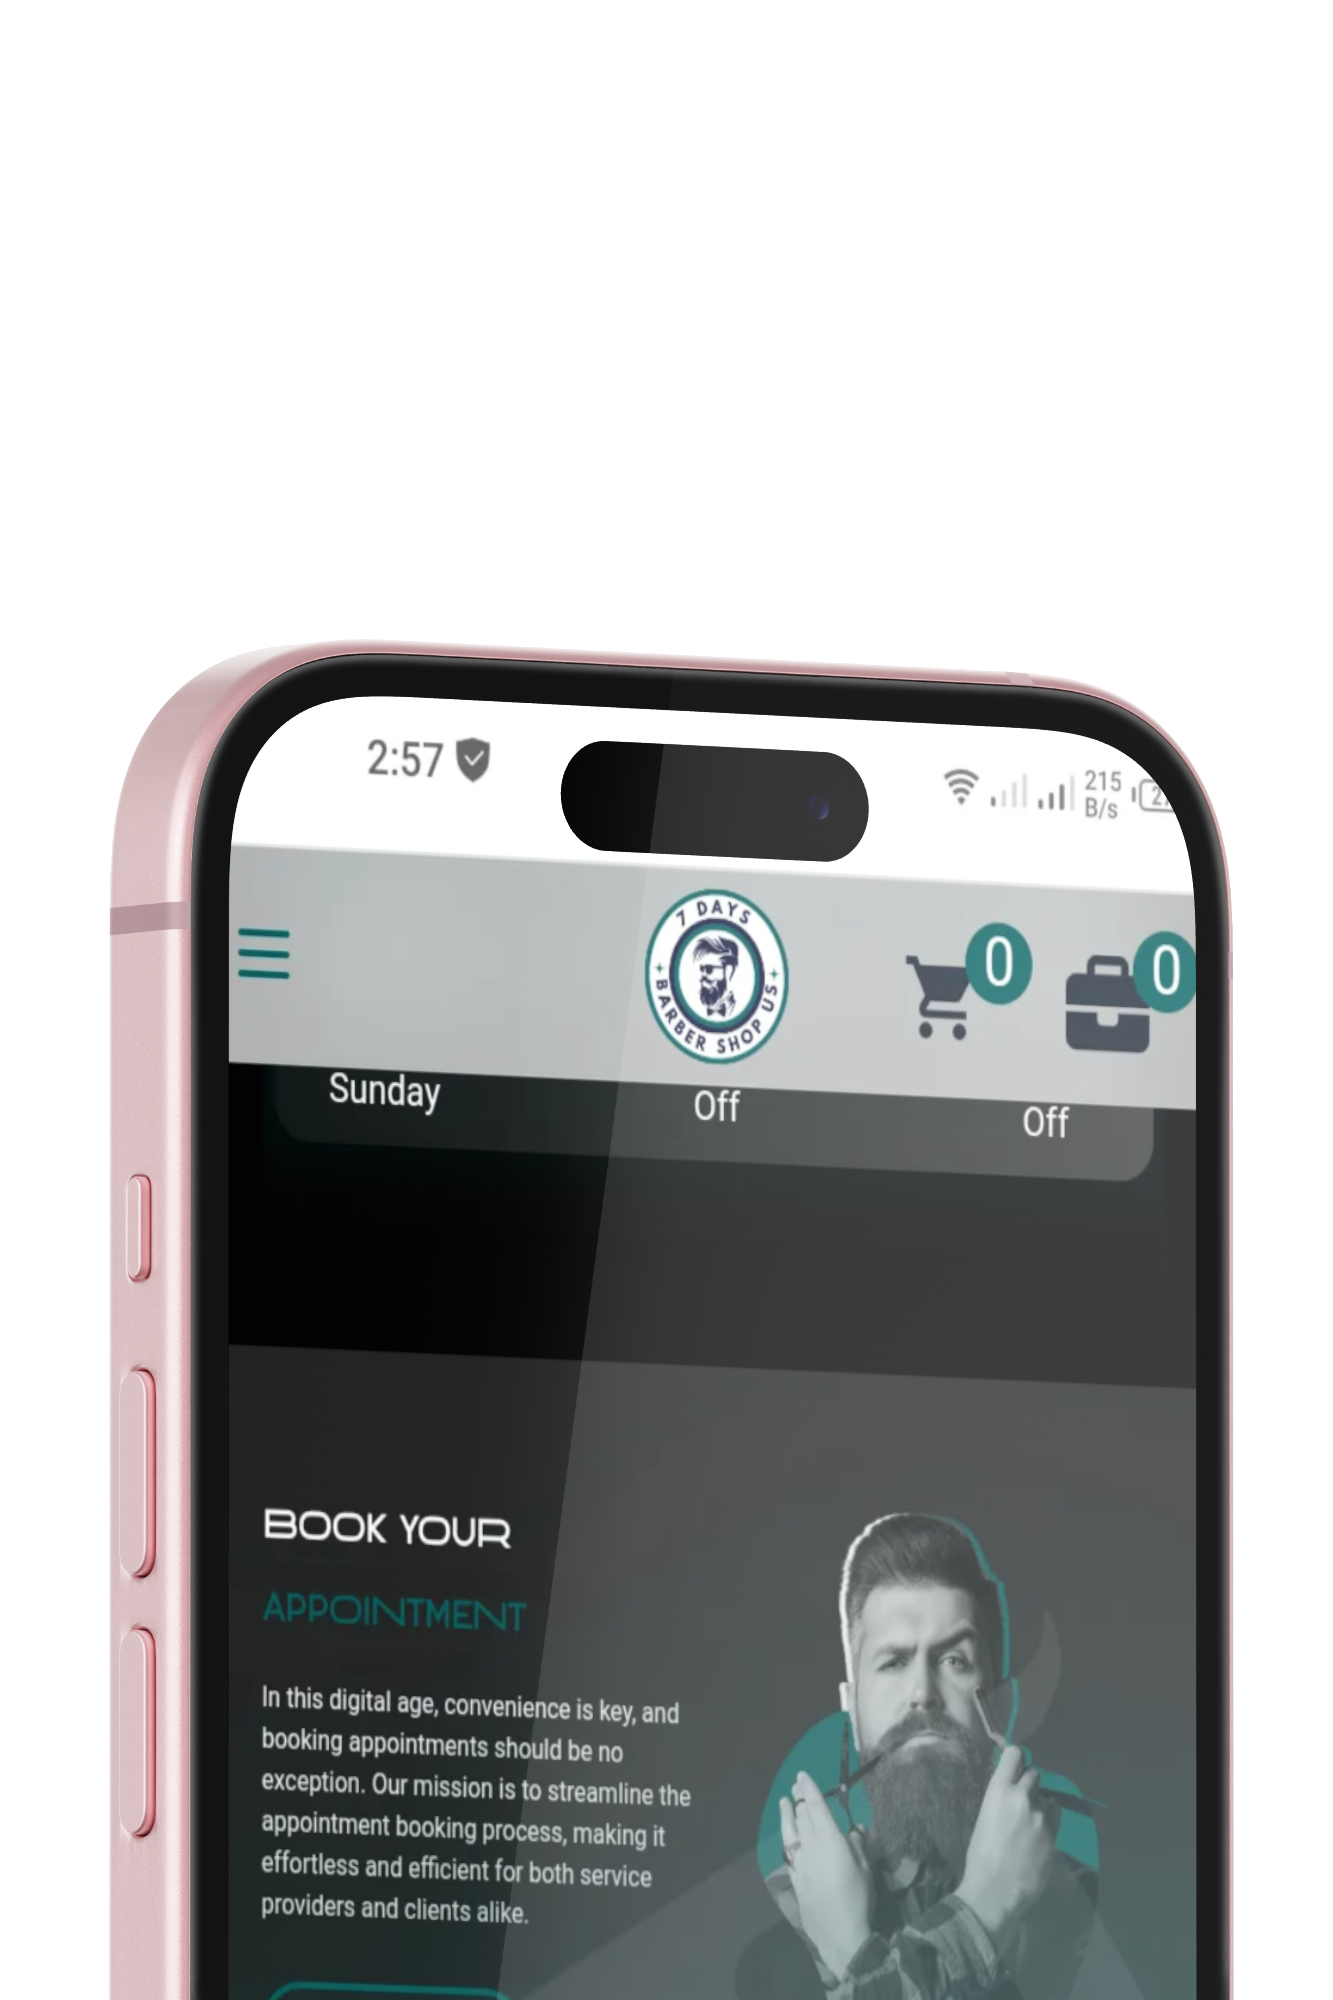 2:57
215
B/s
7 DAYS
BARBER SHOP US
0
0
Sunday Off Off
BOOK YOUR
APPOINTMENT
In this digital age, convenience is key, and
booking appointments should be no
exception. Our mission is to streamline the
appointment booking process, making it
effortless and efficient for both service
providers and clients alike.